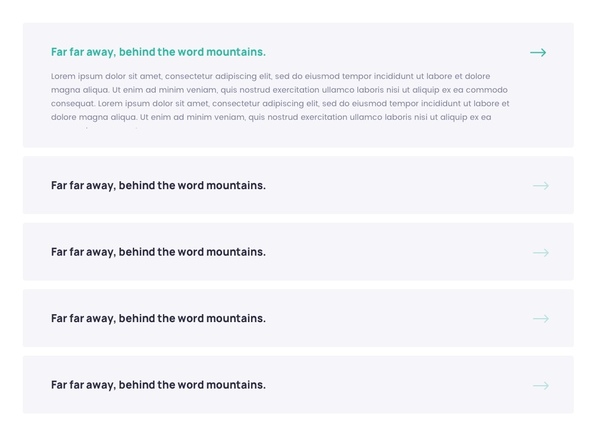 Far far away, behind the word mountains.
Lorem ipsum dolor sit amet, consectetur adipiscing elit, sed do eiusmod tempor incididunt ut labore et dolore
magna aliqua. Ut enim ad minim veniam, quis nostrud exercitation ullamco laboris nisi ut aliquip ex ea commodo
consequat. Lorem ipsum dolor sit amet, consectetur adipiscing elit, sed do eiusmod tempor incididunt ut labore et
dolore magna aliqua. Ut enim ad minim veniam, quis nostrud exercitation ullamco laboris nisi ut aliquip ex ea
Far far away, behind the word mountains.
Far far away, behind the word mountains.
Far far away, behind the word mountains.
Far far away, behind the word mountains.